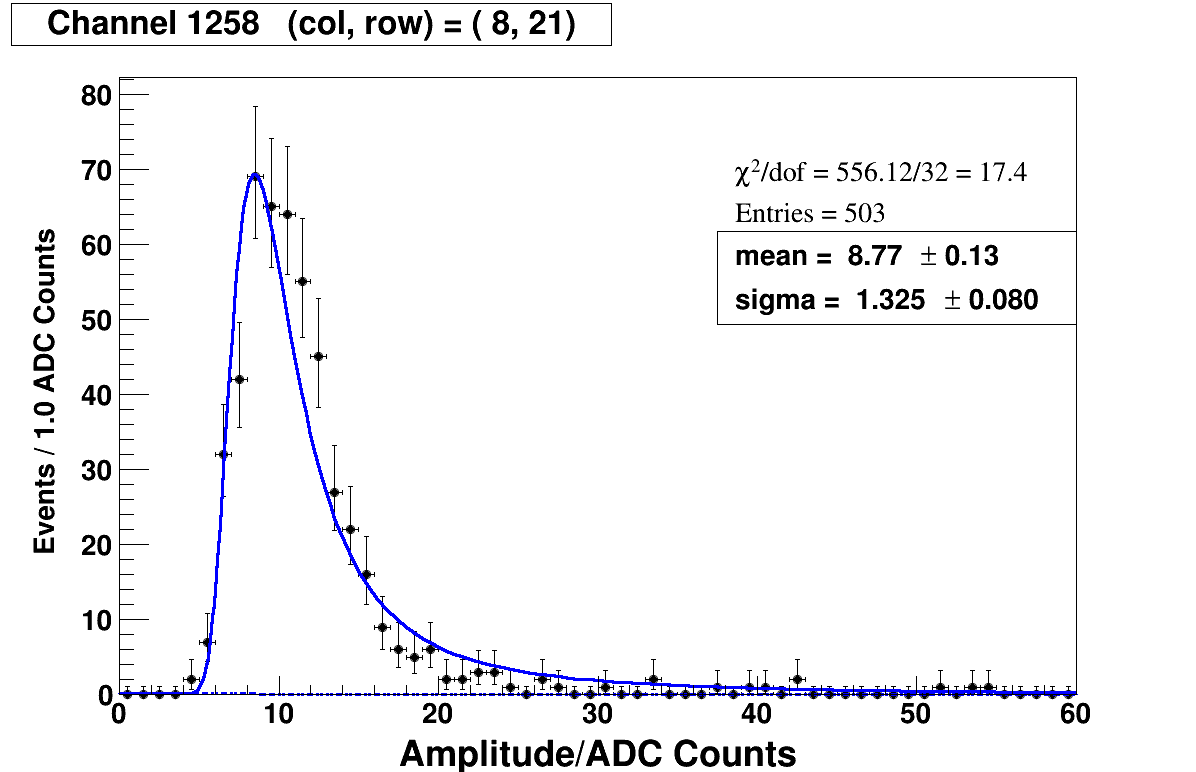 Channel 1258 (col, row) = ( 8, 21)
80
70
60
50
40
30
20
10
0
Events / 1.0 ADC Counts
χ²/dof = 556.12/32 = 17.4
Entries = 503
mean = 8.77 ± 0.13
sigma = 1.325 ± 0.080
0 10 20 30 40 50 60
Amplitude/ADC Counts